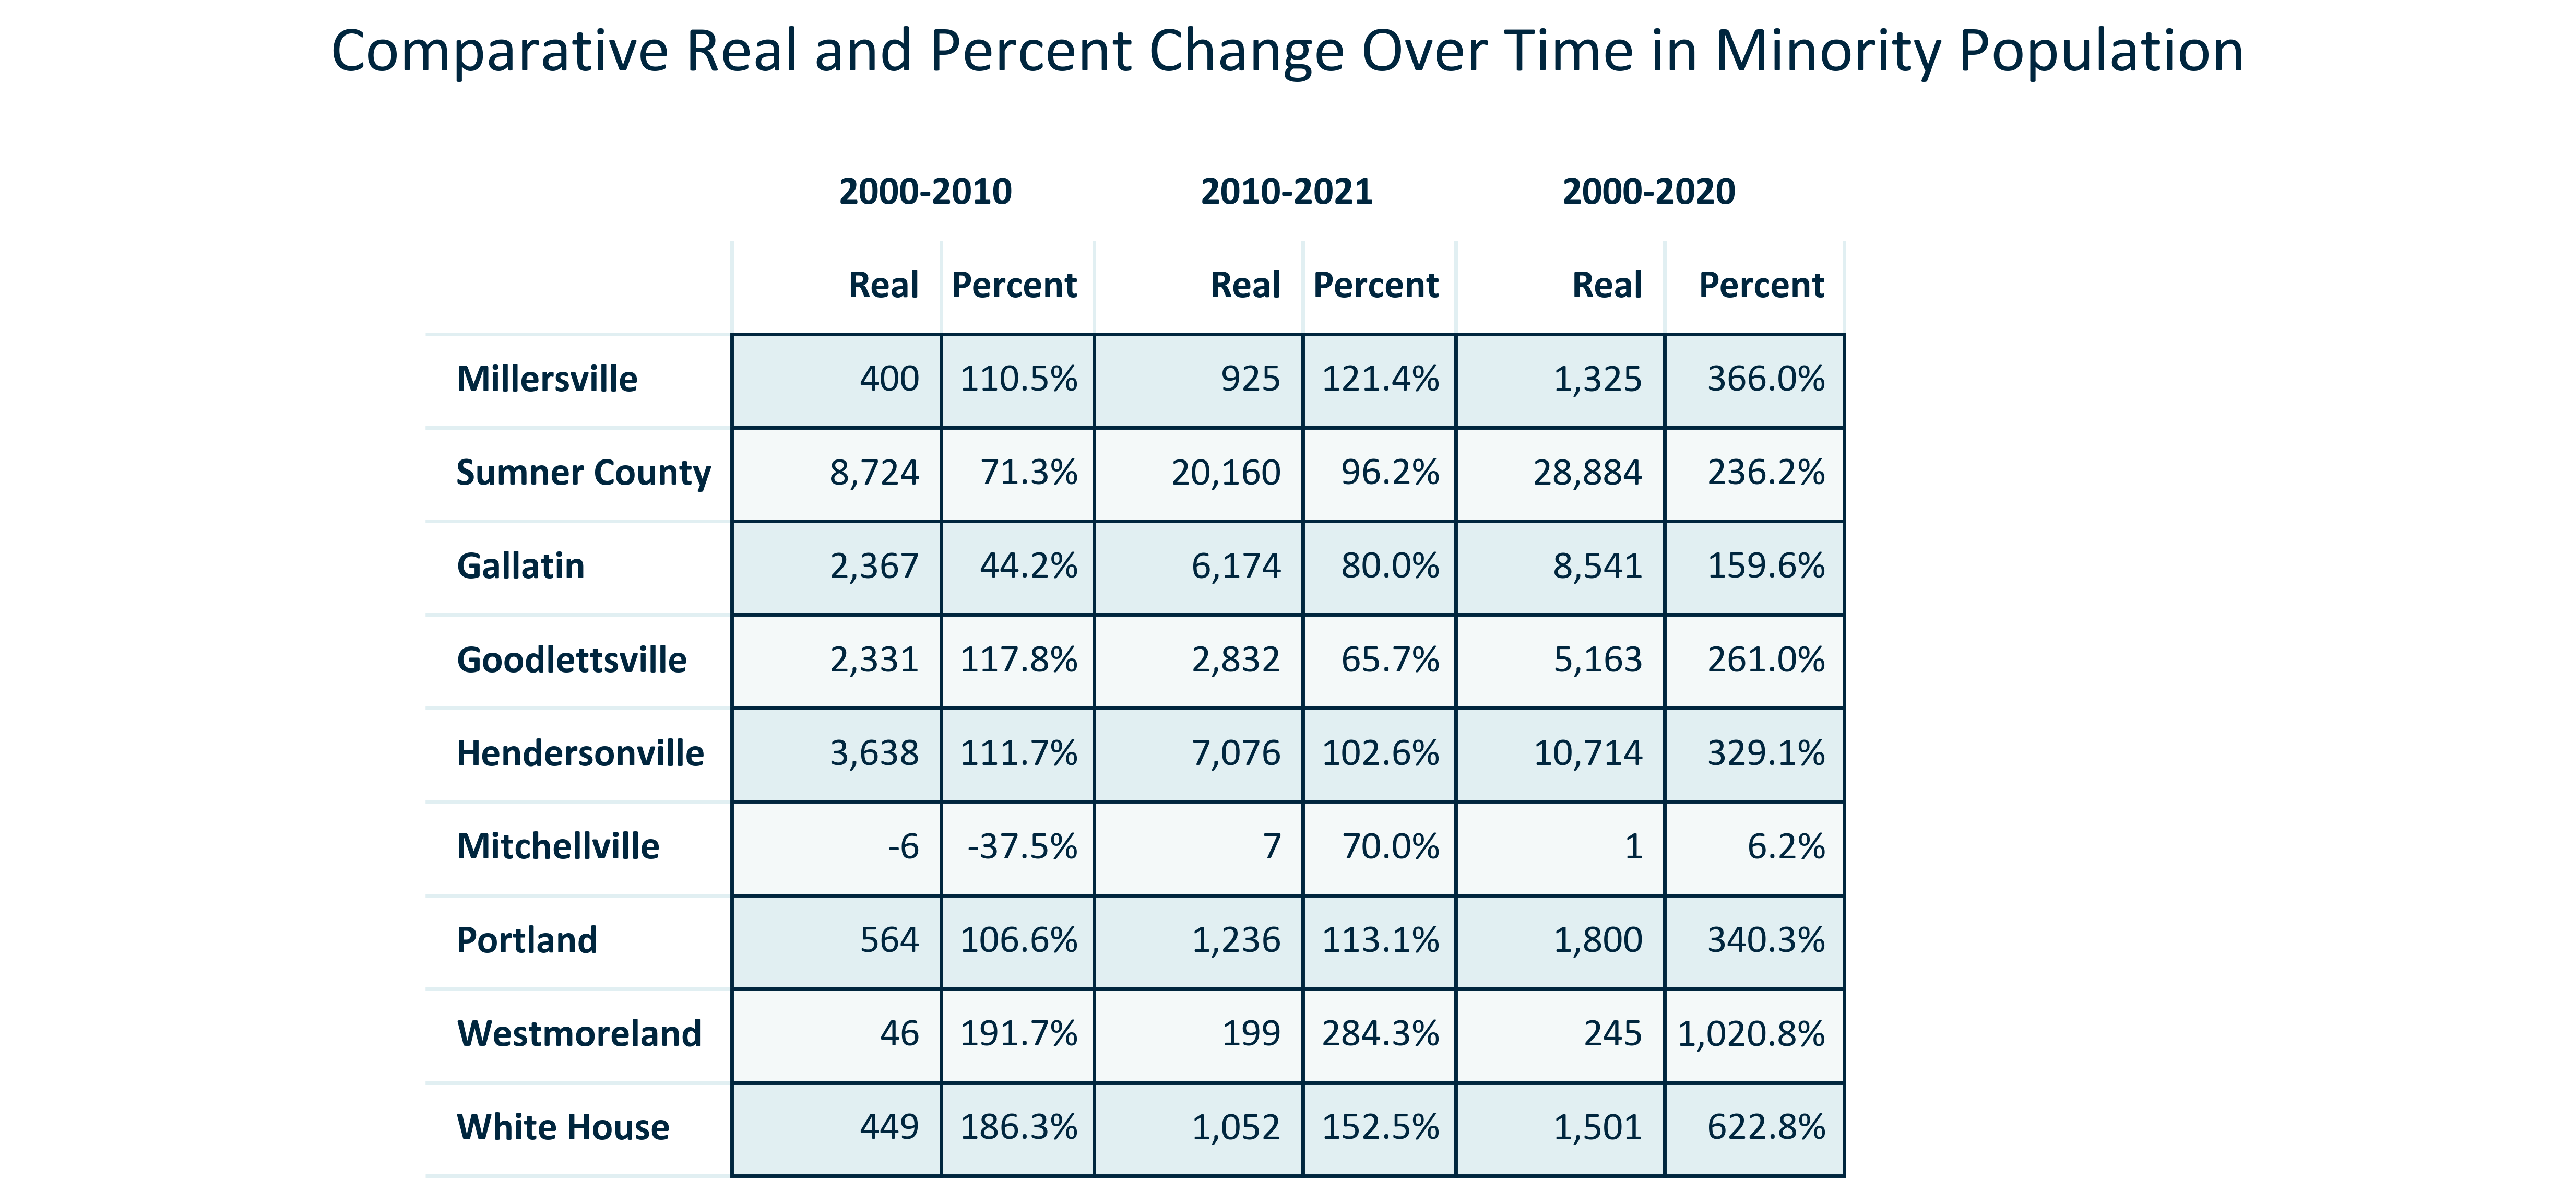 Comparative Real and Percent Change Over Time in Minority Population
2000-2010 2010-2021 2000-2020
Real Percent Real Percent Real Percent
Millersville 400 110.5% 925 121.4% 1,325 366.0%
Sumner County 8,724 71.3% 20,160 96.2% 28,884 236.2%
Gallatin 2,367 44.2% 6,174 80.0% 8,541 159.6%
Goodlettsville 2,331 117.8% 2,832 65.7% 5,163 261.0%
Hendersonville 3,638 111.7% 7,076 102.6% 10,714 329.1%
Mitchellville -6 -37.5% 7 70.0% 1 6.2%
Portland 564 106.6% 1,236 113.1% 1,800 340.3%
Westmoreland 46 191.7% 199 284.3% 245 1,020.8%
White House 449 186.3% 1,052 152.5% 1,501 622.8%